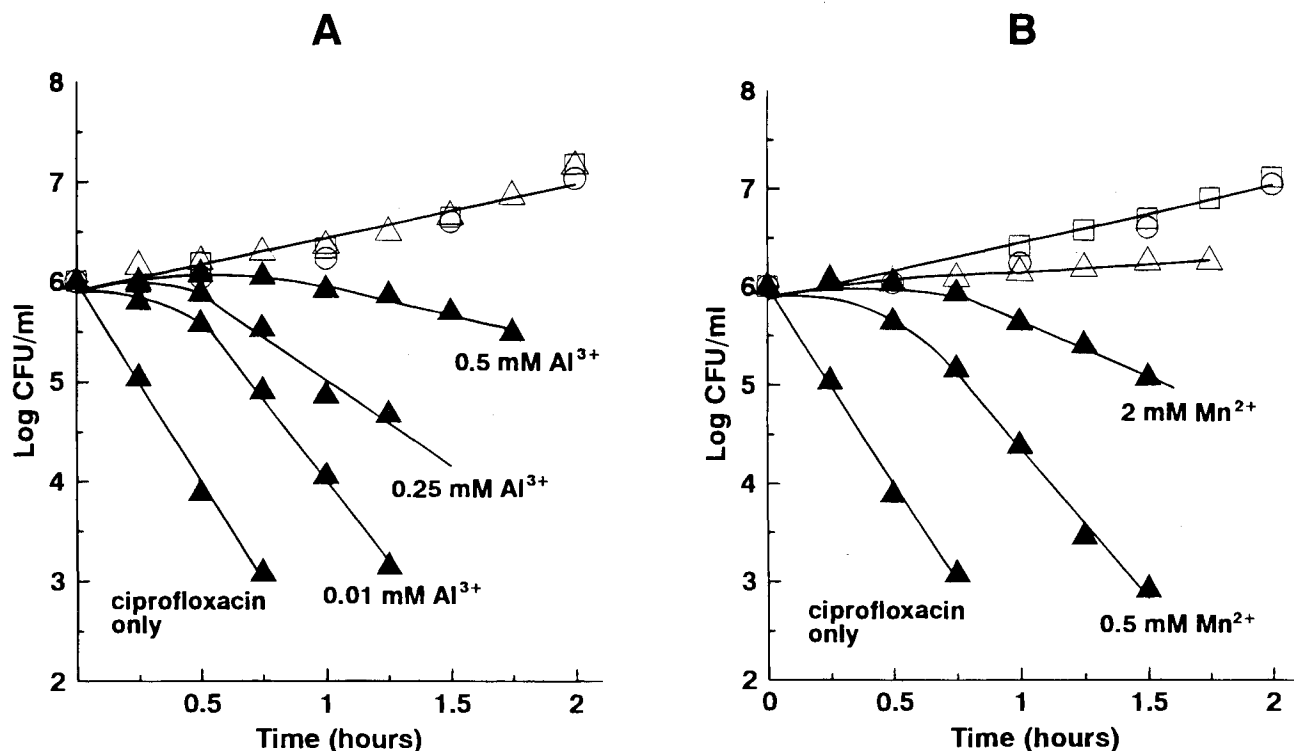 A
Log CFU/ml
8
7
6
5
4
3
2
0.5
1
1.5
2
Time (hours)
0.5 mM Al³⁺
0.25 mM Al³⁺
0.01 mM Al³⁺
ciprofloxacin
only
B
Log CFU/ml
8
7
6
5
4
3
2
0
0.5
1
1.5
2
Time (hours)
2 mM Mn²⁺
0.5 mM Mn²⁺
ciprofloxacin
only